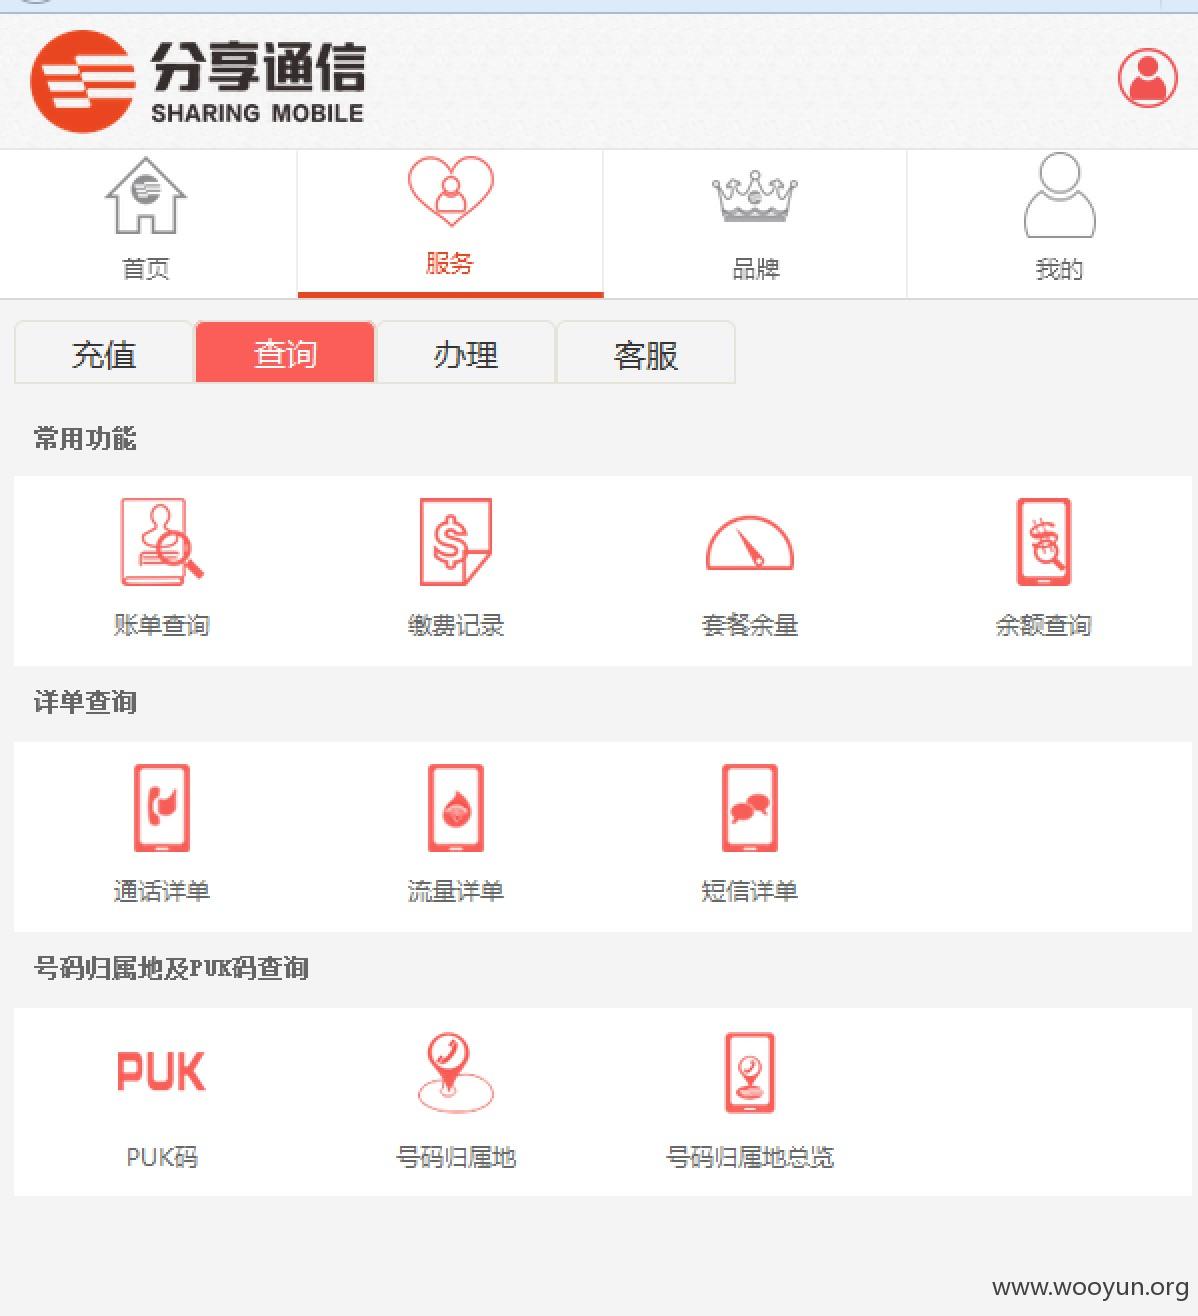 分享通信
SHARING MOBILE
首页 服务 品牌 我的
充值 查询 办理 客服
常用功能
账单查询 缴费记录 套餐余量 余额查询
详单查询
通话详单 流量详单 短信详单
号码归属地及PUK码查询
PUK
PUK码 号码归属地 号码归属地总览
www.wooyun.org